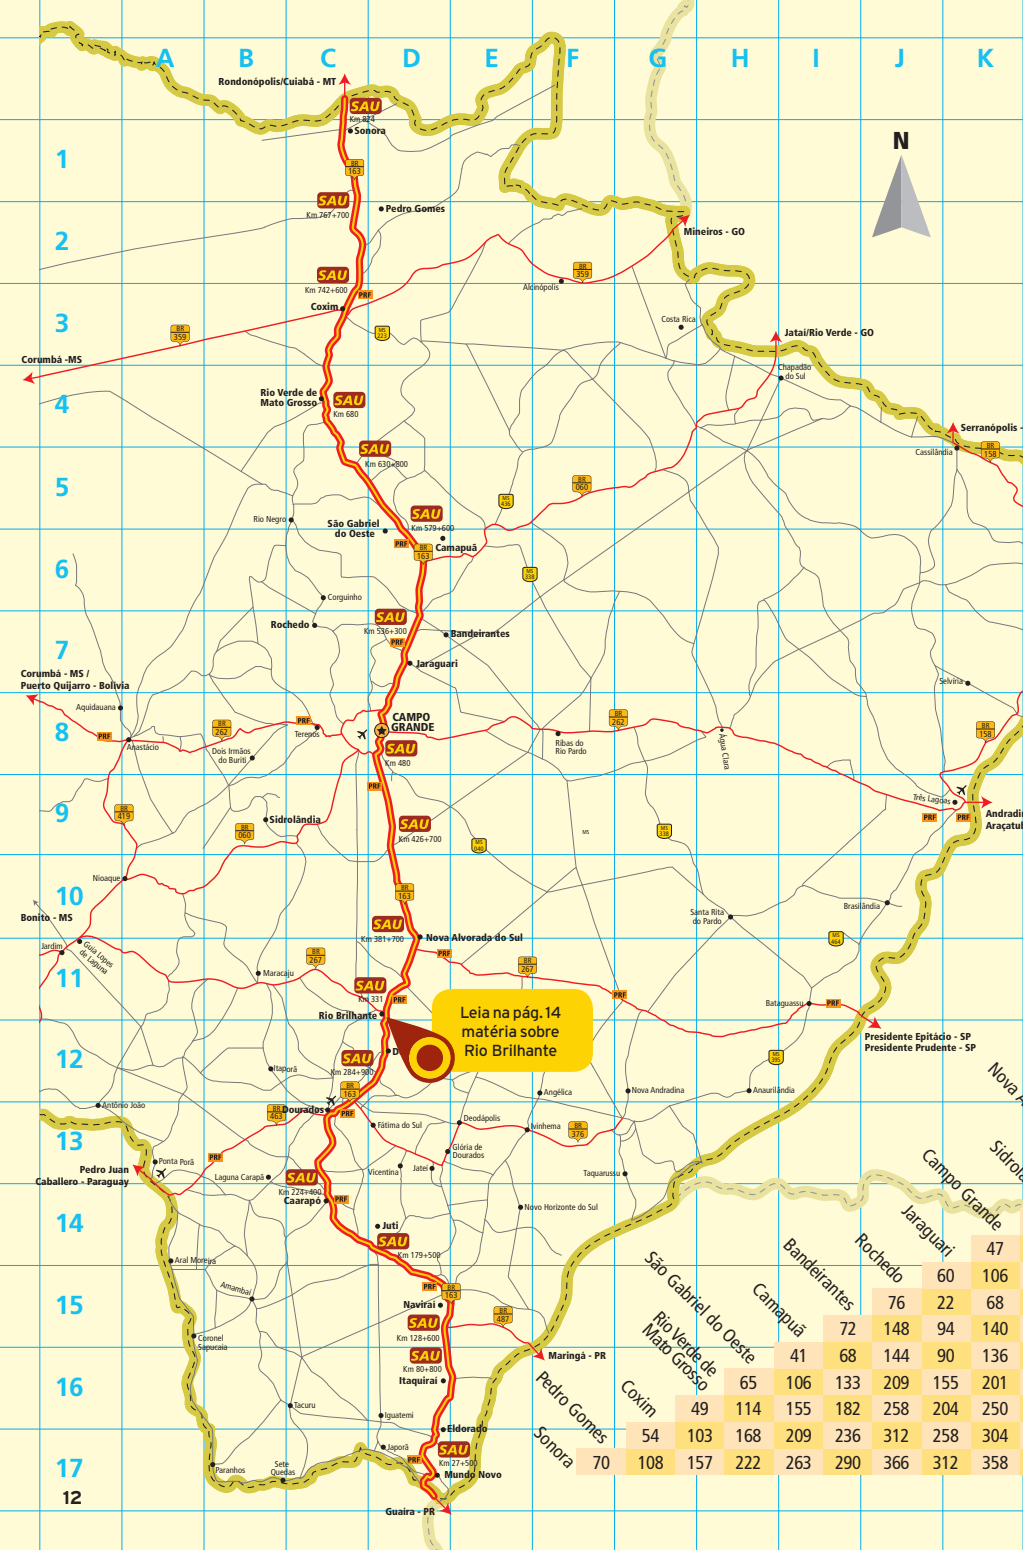 A B C D E F G H I J K
Rondonópolis/Cuiabá - MT
SAU
Km 824
Sonora
N
1
BR
163
SAU
Km 767+700
Pedro Gomes
2
Mineiros - GO
SAU
Km 742+600
PRF
BR
359
Alcinópolis
Coxim
3
BR
359
MS
223
Costa Rica
Jataí/Rio Verde - GO
Corumbá -MS
Chapadão
do Sul
Rio Verde de
Mato Grosso
SAU
Km 680
4
Serranópolis -
SAU
Km 630+800
Cassilândia
BR
158
5
BR
060
MS
436
SAU
Km 579+600
Rio Negro
São Gabriel
do Oeste
PRF
Camapuã
BR
163
6
MS
338
Corguinho
SAU
Km 536+300
Rochedo
Bandeirantes
PRF
7
Jaraguari
Corumbá - MS /
Puerto Quijarro - Bolívia
Selvíria
Aquidauana
CAMPO
GRANDE
8
PRF
BR
262
PRF
Terenos
BR
262
BR
158
Anastácio
Dois Irmãos
do Buriti
SAU
Km 480
Ribas do
Rio Pardo
Água Clara
PRF
Três Lagoas
9
BR
419
Sidrolândia
BR
060
SAU
Km 426+700
MS
040
MS
MS
338
PRF
PRF
Andradin
Araçatul
Nioaque
10
BR
163
Bonito - MS
Santa Rita
do Pardo
Brasilândia
SAU
Km 381+700
Nova Alvorada do Sul
MS
464
Jardim
Guia Lopes
de Laguna
PRF
BR
267
BR
267
11
Maracaju
SAU
Km 331
PRF
PRF
Bataguassu
PRF
Rio Brilhante
Leia na pág. 14
matéria sobre
Rio Brilhante
Presidente Epitácio - SP
Presidente Prudente - SP
12
D
SAU
Km 284+900
MS
395
Itaporã
BR
163
Angélica
Nova Andradina
Anaurilândia
Antônio João
BR
463
Dourados
PRF
13
Fátima do Sul
Deodápolis
Ivinhema
BR
376
Ponta Porã
PRF
Glória de
Dourados
Pedro Juan
Caballero - Paraguay
Laguna Carapã
SAU
Km 224+400
Vicentina
Jateí
Taquarussu
Caarapó
PRF
Novo Horizonte do Sul
14
Juti
SAU
Km 179+500
Aral Moreira
PRF
BR
163
Amambai
Naviraí
15
SAU
Km 128+600
BR
487
Coronel
Sapucaia
SAU
Km 80+800
Maringá - PR
Itaquiraí
16
Tacuru
Iguatemi
Eldorado
Japorã
SAU
Km 27+500
PRF
17
Paranhos
Sete
Quedas
Mundo Novo
12
Guaíra - PR
Nova A
Sidrola
Campo Grande
Jaraguari 47
Rochedo 60 106
Bandeirantes 76 22 68
Camapuã 72 148 94 140
São Gabriel do Oeste 41 68 144 90 136
Rio Verde de
Mato Grosso 65 106 133 209 155 201
Coxim 49 114 155 182 258 204 250
Pedro Gomes 54 103 168 209 236 312 258 304
Sonora 70 108 157 222 263 290 366 312 358